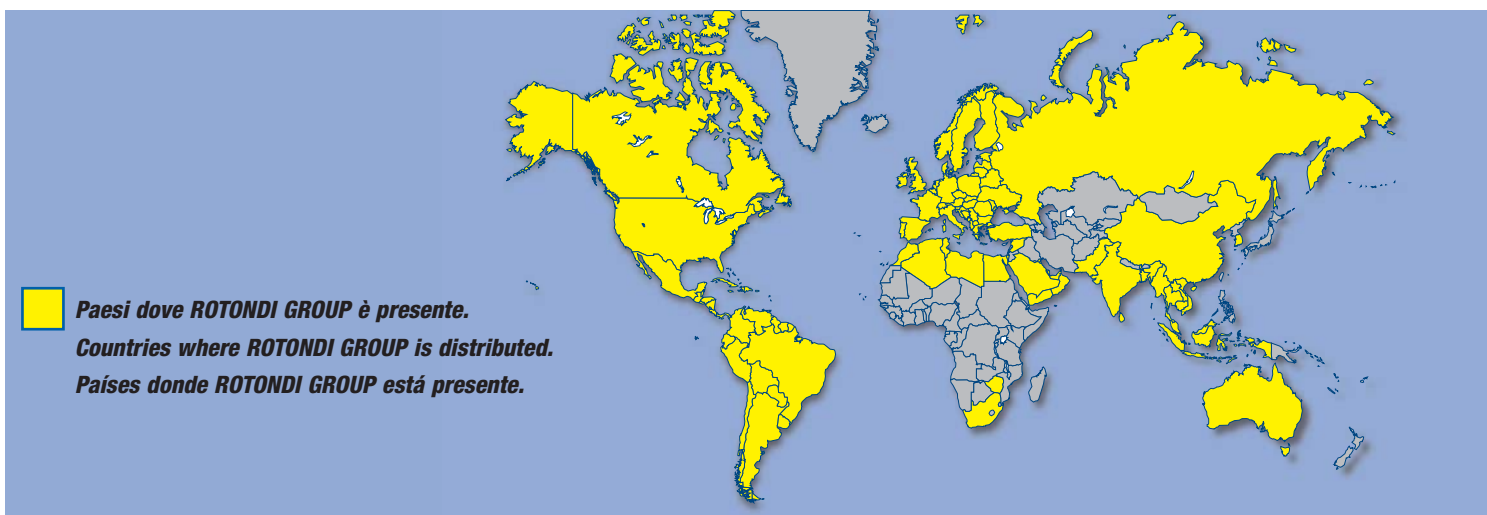 Paesi dove ROTONDI GROUP è presente.
Countries where ROTONDI GROUP is distributed.
Países donde ROTONDI GROUP está presente.